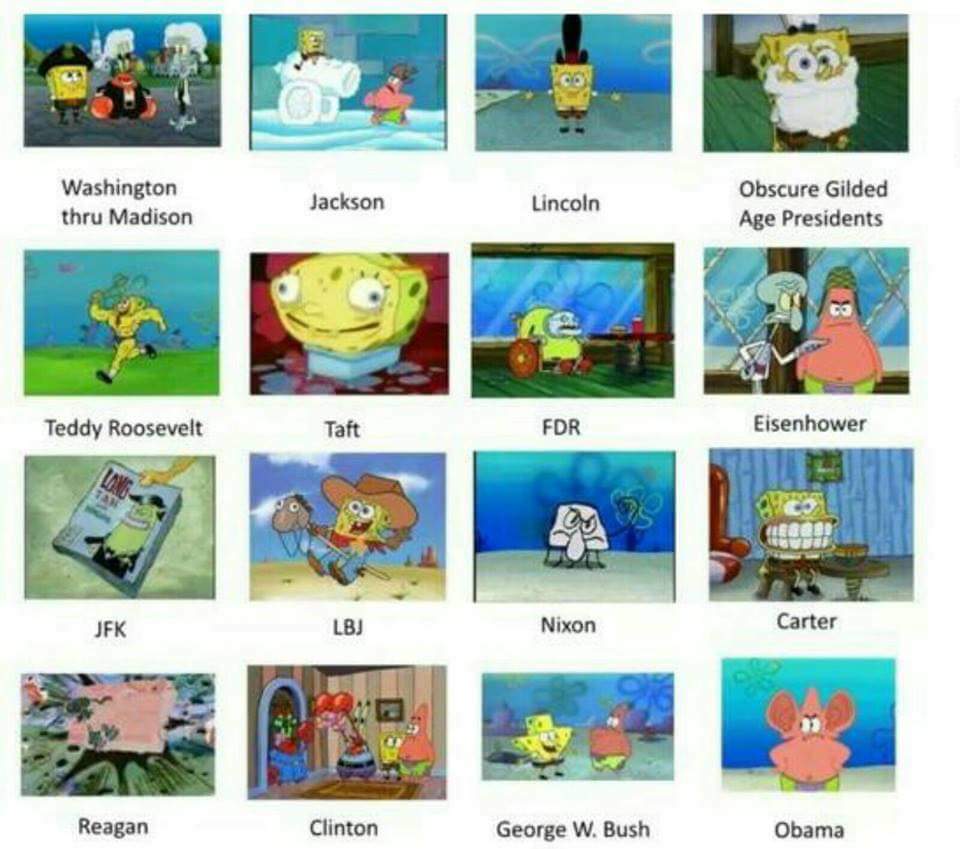 Washington
thru Madison
Jackson
Lincoln
Obscure Gilded
Age Presidents
Teddy Roosevelt
Taft
FDR
Eisenhower
JFK
LBJ
Nixon
Carter
Reagan
Clinton
George W. Bush
Obama